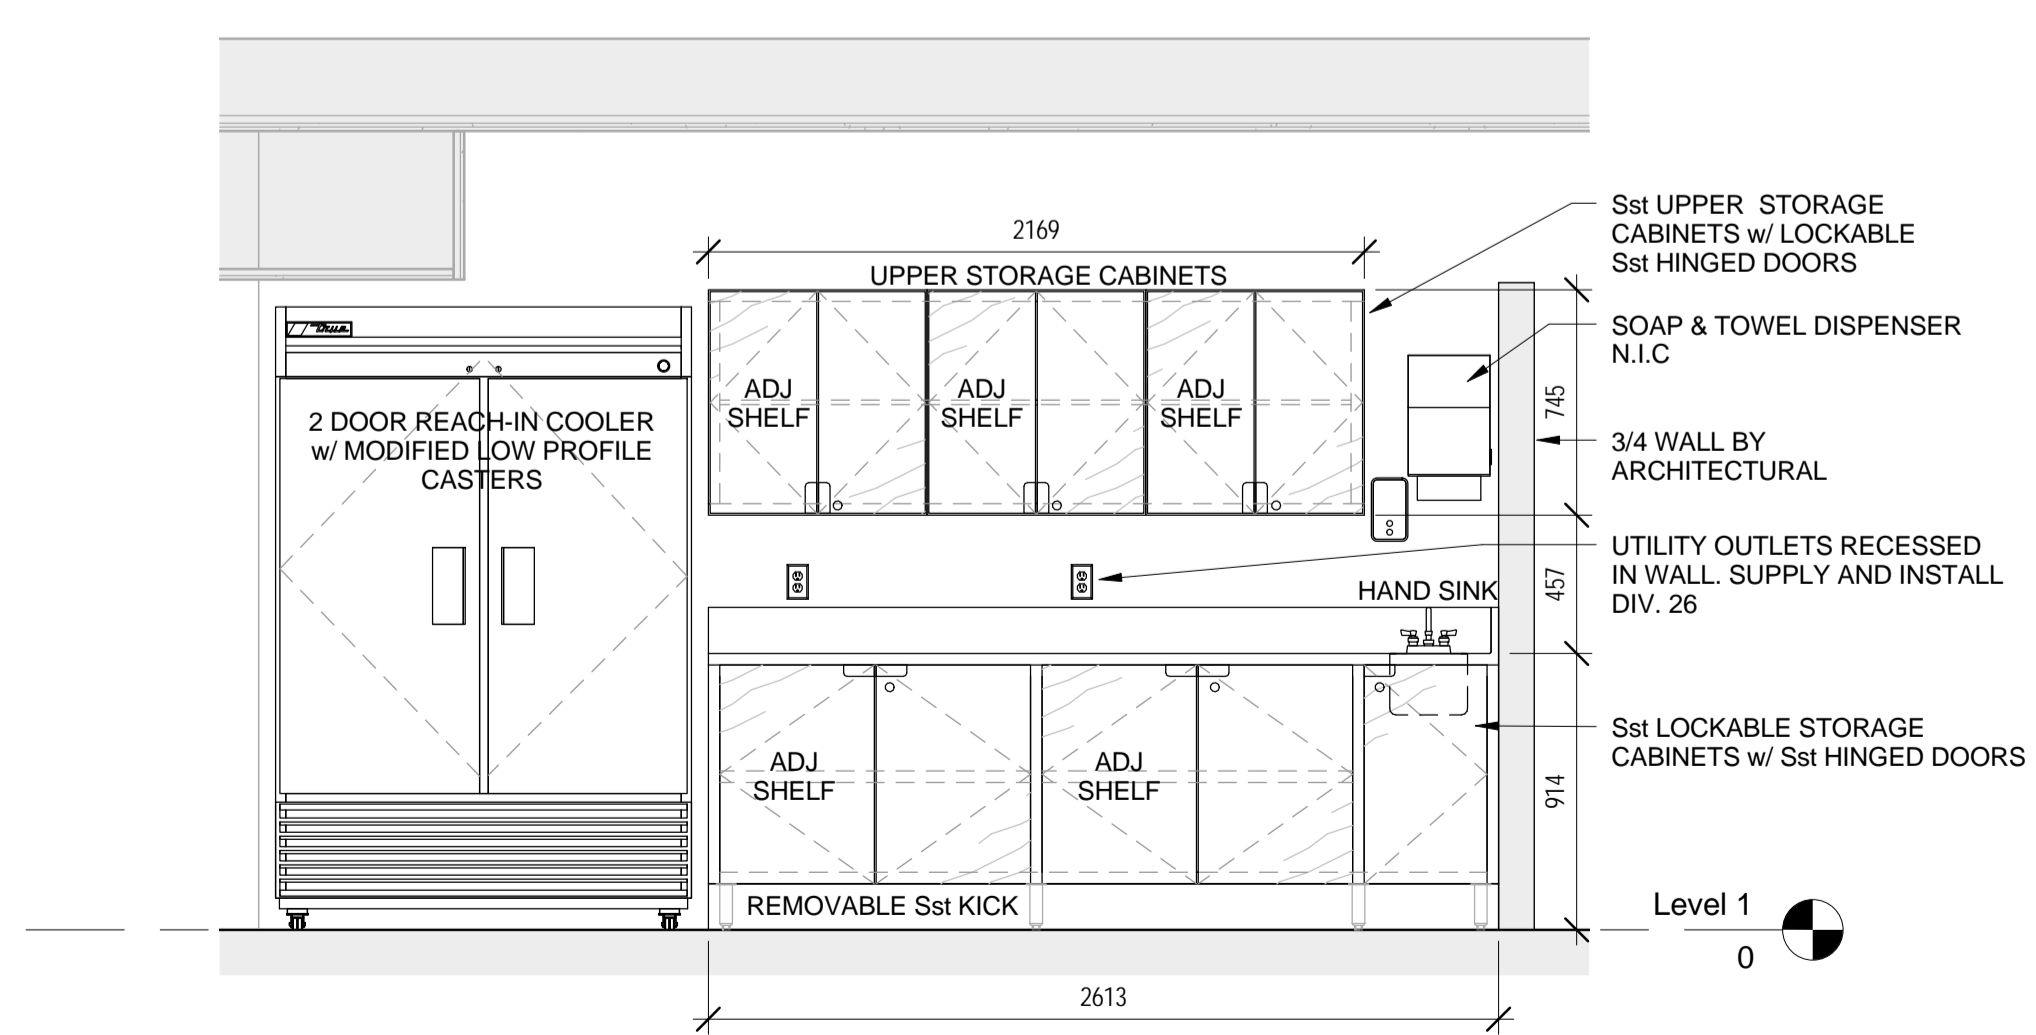 2169
UPPER STORAGE CABINETS
Sst UPPER STORAGE
CABINETS w/ LOCKABLE
Sst HINGED DOORS
True
SOAP & TOWEL DISPENSER
N.I.C
2 DOOR REACH-IN COOLER
w/ MODIFIED LOW PROFILE
CASTERS
ADJ
SHELF
ADJ
SHELF
ADJ
SHELF
745
3/4 WALL BY
ARCHITECTURAL
UTILITY OUTLETS RECESSED
IN WALL. SUPPLY AND INSTALL
DIV. 26
457
HAND SINK
Sst LOCKABLE STORAGE
CABINETS w/ Sst HINGED DOORS
ADJ
SHELF
ADJ
SHELF
914
REMOVABLE Sst KICK
Level 1
0
2613